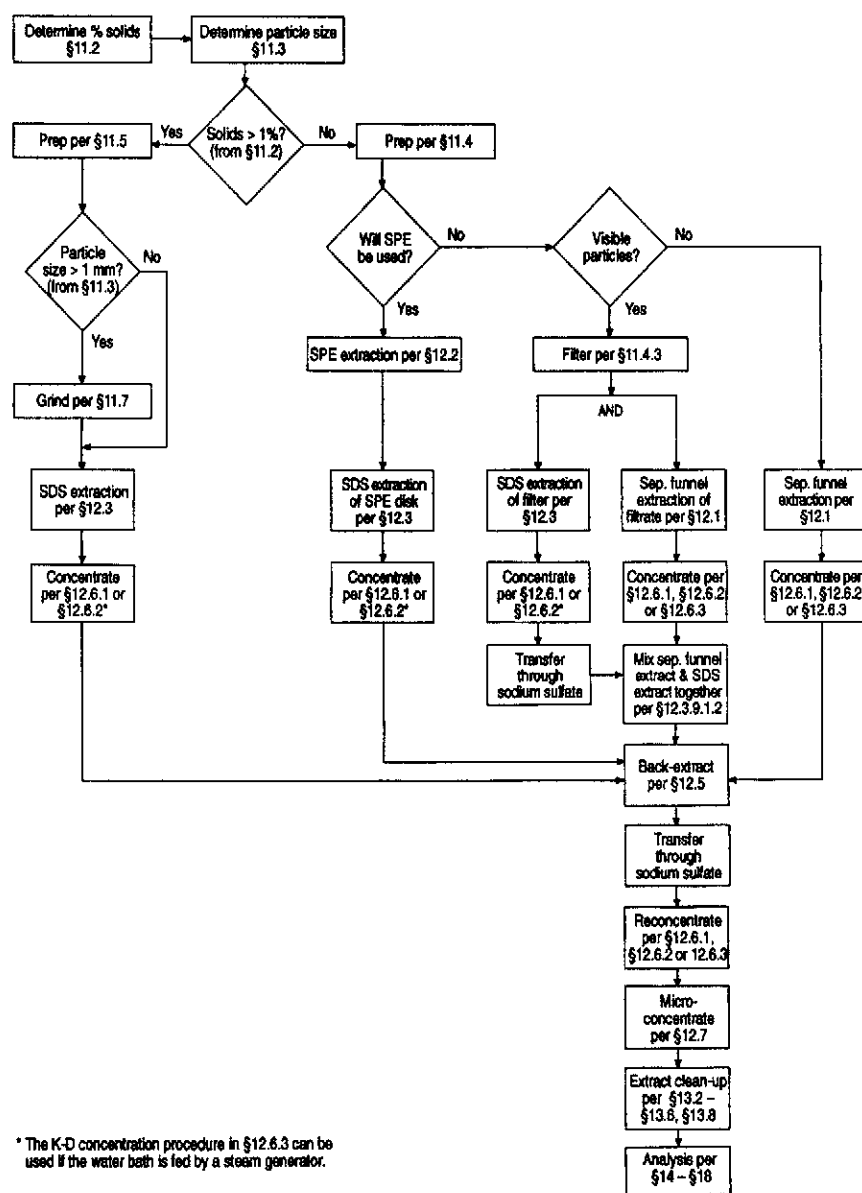 Determine % solids
§11.2
Determine particle size
§11.3
Solids > 1%?
(from §11.2)
Yes
No
Prep per §11.5
Prep per §11.4
Particle
size > 1 mm?
(from §11.3)
No
Yes
Will SPE
be used?
No
Yes
Visible
particles?
No
Yes
Grind per §11.7
SPE extraction per §12.2
Filter per §11.4.3
AND
SDS extraction
per §12.3
SDS extraction
of SPE disk
per §12.3
SDS extraction
of filter per
§12.3
Sep. funnel
extraction of
filtrate per §12.1
Sep. funnel
extraction per
§12.1
Concentrate
per §12.6.1 or
§12.6.2*
Concentrate
per §12.6.1 or
§12.6.2*
Concentrate
per §12.6.1 or
§12.6.2*
Concentrate per
§12.6.1, §12.6.2
or §12.6.3
Concentrate per
§12.6.1, §12.6.2
or §12.6.3
Transfer
through
sodium sulfate
Mix sep. funnel
extract & SDS
extract together
per §12.3.9.1.2
Back-extract
per §12.5
Transfer
through
sodium sulfate
Reconcentrate
per §12.6.1,
§12.6.2 or 12.6.3
Micro-
concentrate
per §12.7
Extract clean-up
per §13.2 –
§13.6, §13.8
Analysis per
§14 – §18
* The K-D concentration procedure in §12.6.3 can be
used if the water bath is fed by a steam generator.